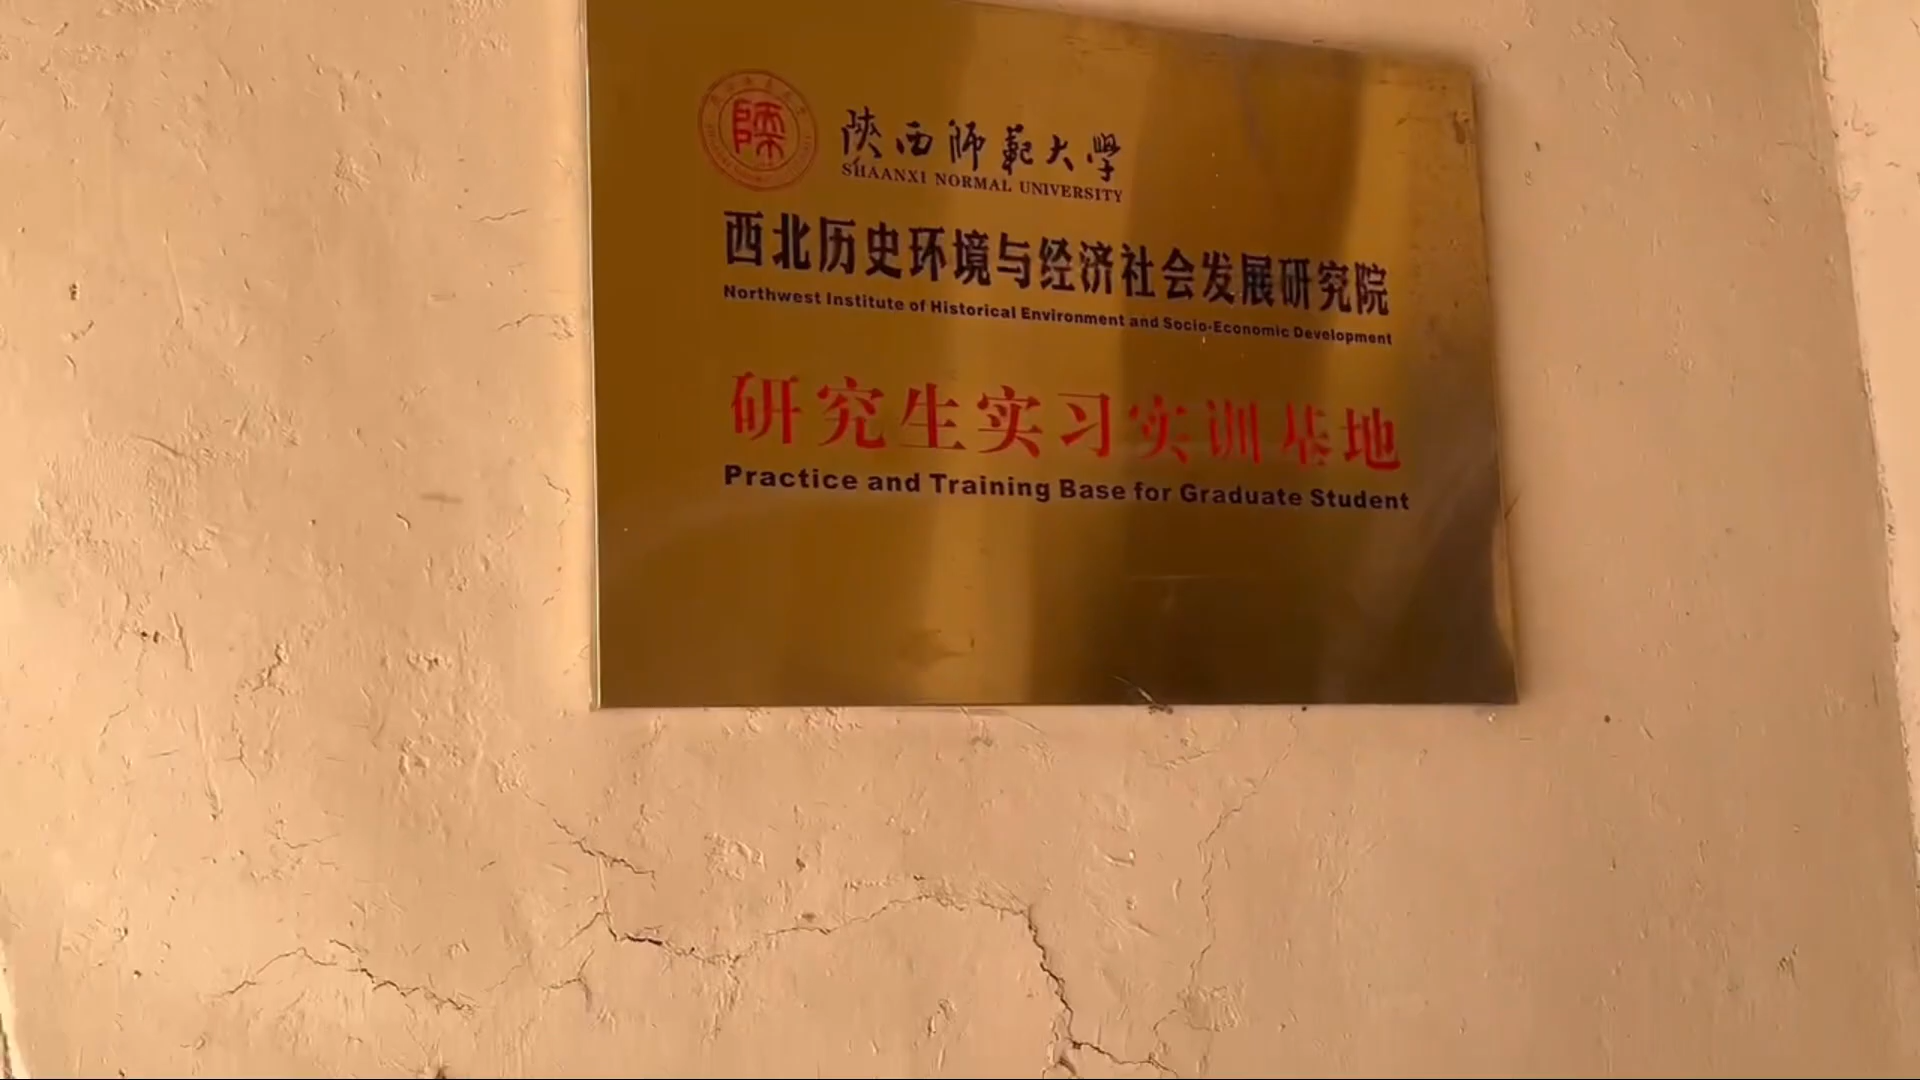 陕西师范大學
SHAANXI NORMAL UNIVERSITY
西北历史环境与经济社会发展研究院
Northwest Institute of Historical Environment and Socio-Economic Development
研究生实习实训基地
Practice and Training Base for Graduate Student